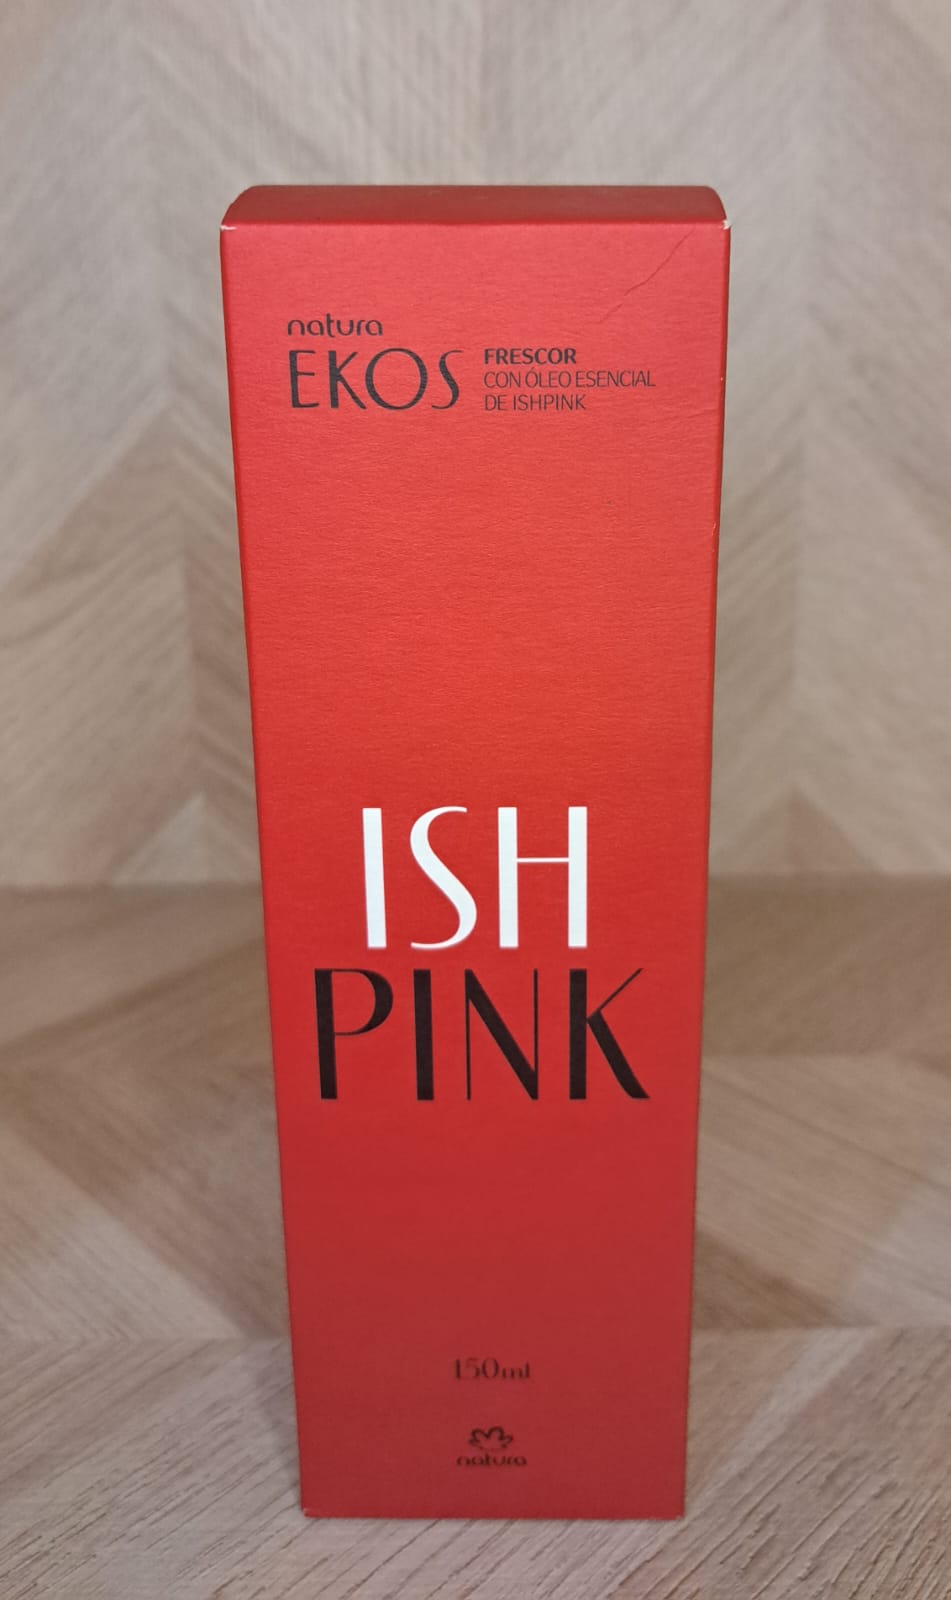 natura
EKOS
FRESCOR
CON ÓLEO ESENCIAL
DE ISHPINK
ISH
PINK
150ml
natura